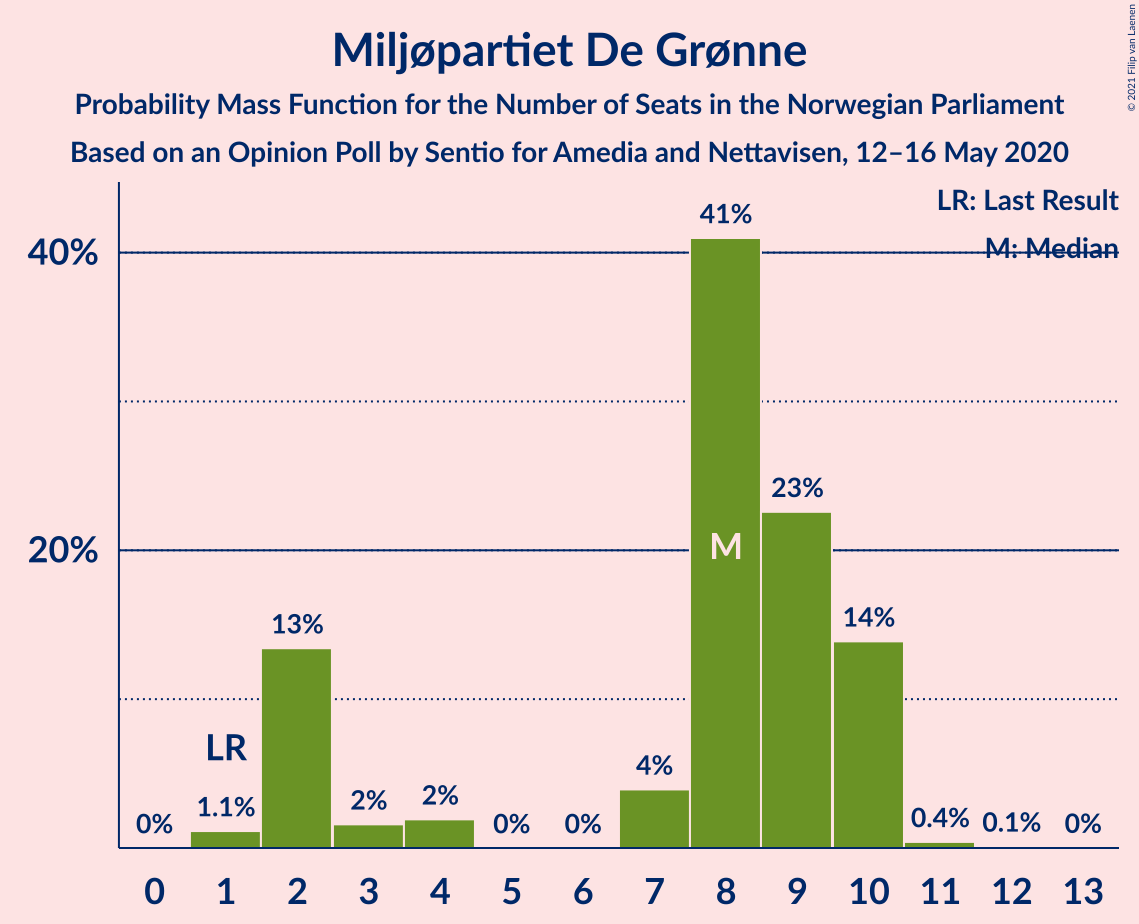 Miljøpartiet De Grønne
Probability Mass Function for the Number of Seats in the Norwegian Parliament
Based on an Opinion Poll by Sentio for Amedia and Nettavisen, 12–16 May 2020
© 2021 Filip van Laenen
LR: Last Result
M: Median
40%
20%
0%
LR
1.1%
13%
2%
2%
0%
0%
4%
41%
M
23%
14%
0.4%
0.1%
0%
0 1 2 3 4 5 6 7 8 9 10 11 12 13